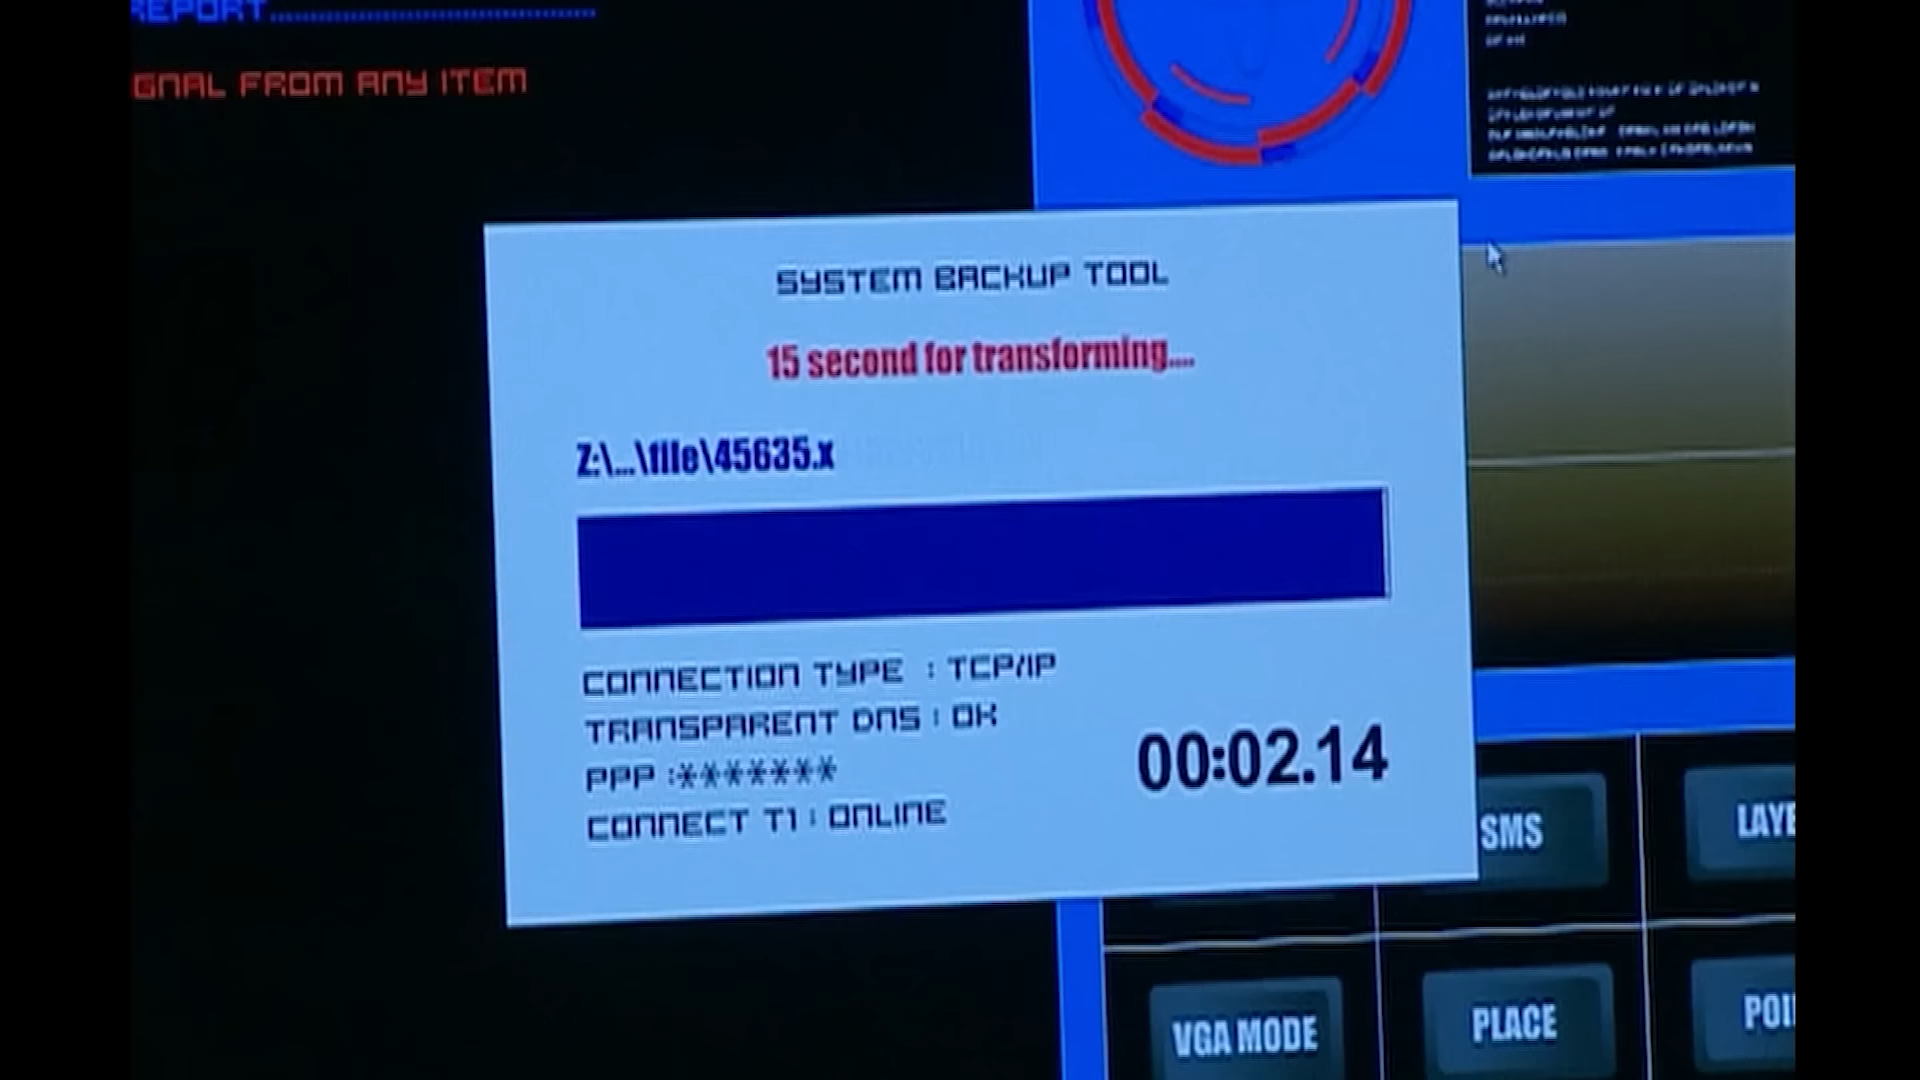 REPORT
GNAL FROM ANY ITEM
SYSTEM BACKUP TOOL
15 second for transforming....
Z:\...\file\45635.x
CONNECTION TYPE : TCP/IP
TRANSPARENT DNS : OK
PPP :*******
CONNECT T1 : ONLINE
00:02.14
SMS
LAYE
VGA MODE
PLACE
POI